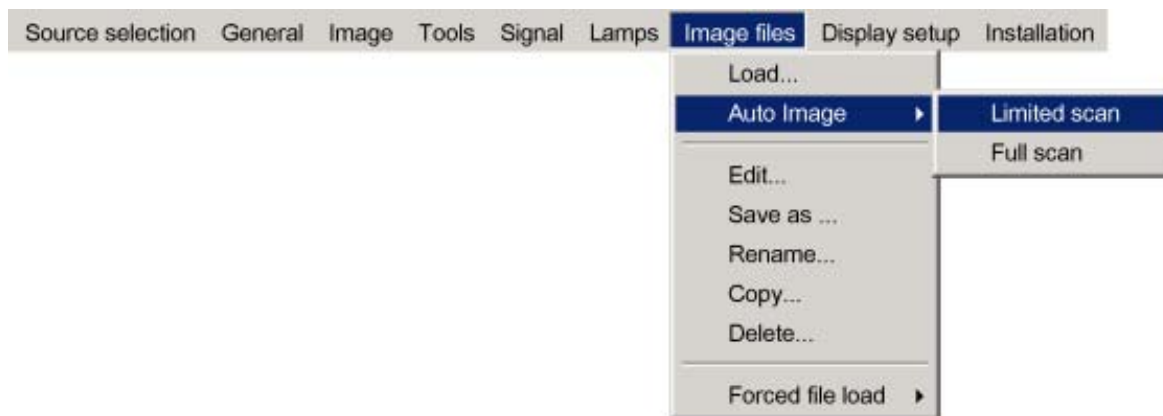 Source selection General Image Tools Signal Lamps Image files Display setup Installation
Load...
Auto Image
Limited scan
Full scan
Edit...
Save as ...
Rename...
Copy...
Delete...
Forced file load